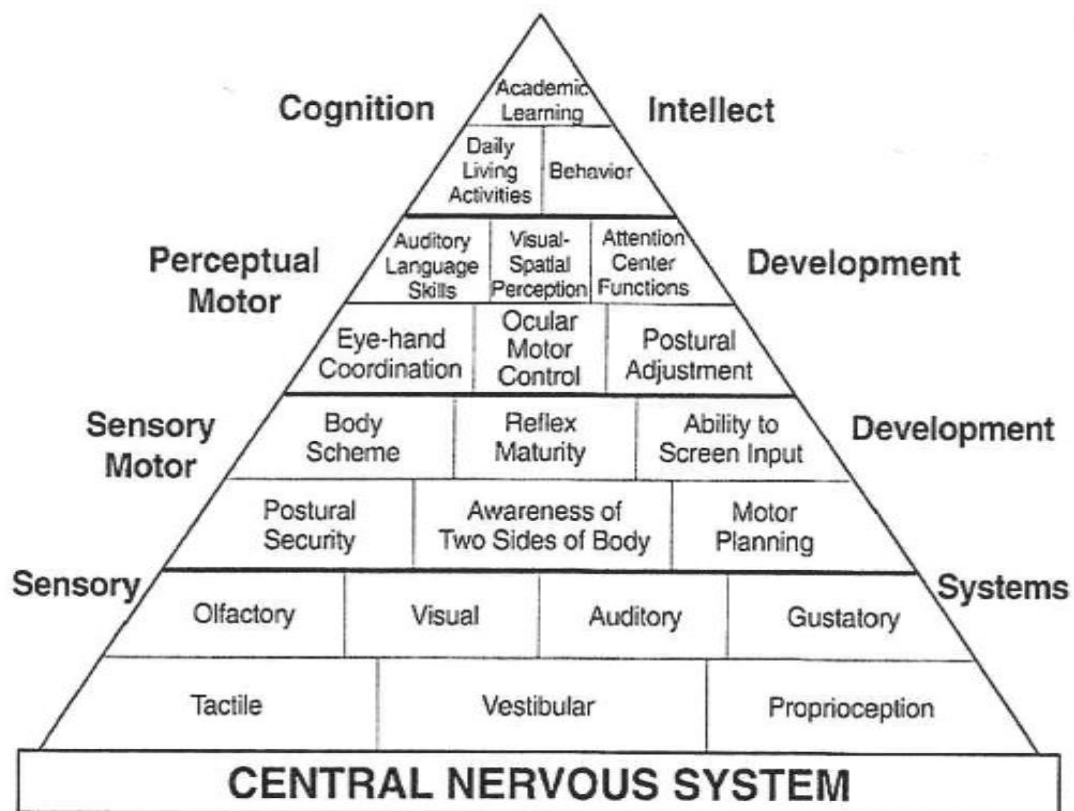 Academic
Learning
Cognition
Intellect
Daily
Living
Activities
Behavior
Auditory
Language
Skills
Visual-
Spatial
Perception
Attention
Center
Functions
Perceptual
Motor
Development
Eye-hand
Coordination
Ocular
Motor
Control
Postural
Adjustment
Sensory
Motor
Body
Scheme
Reflex
Maturity
Ability to
Screen Input
Development
Postural
Security
Awareness of
Two Sides of Body
Motor
Planning
Sensory
Systems
Olfactory
Visual
Auditory
Gustatory
Tactile
Vestibular
Proprioception
CENTRAL NERVOUS SYSTEM